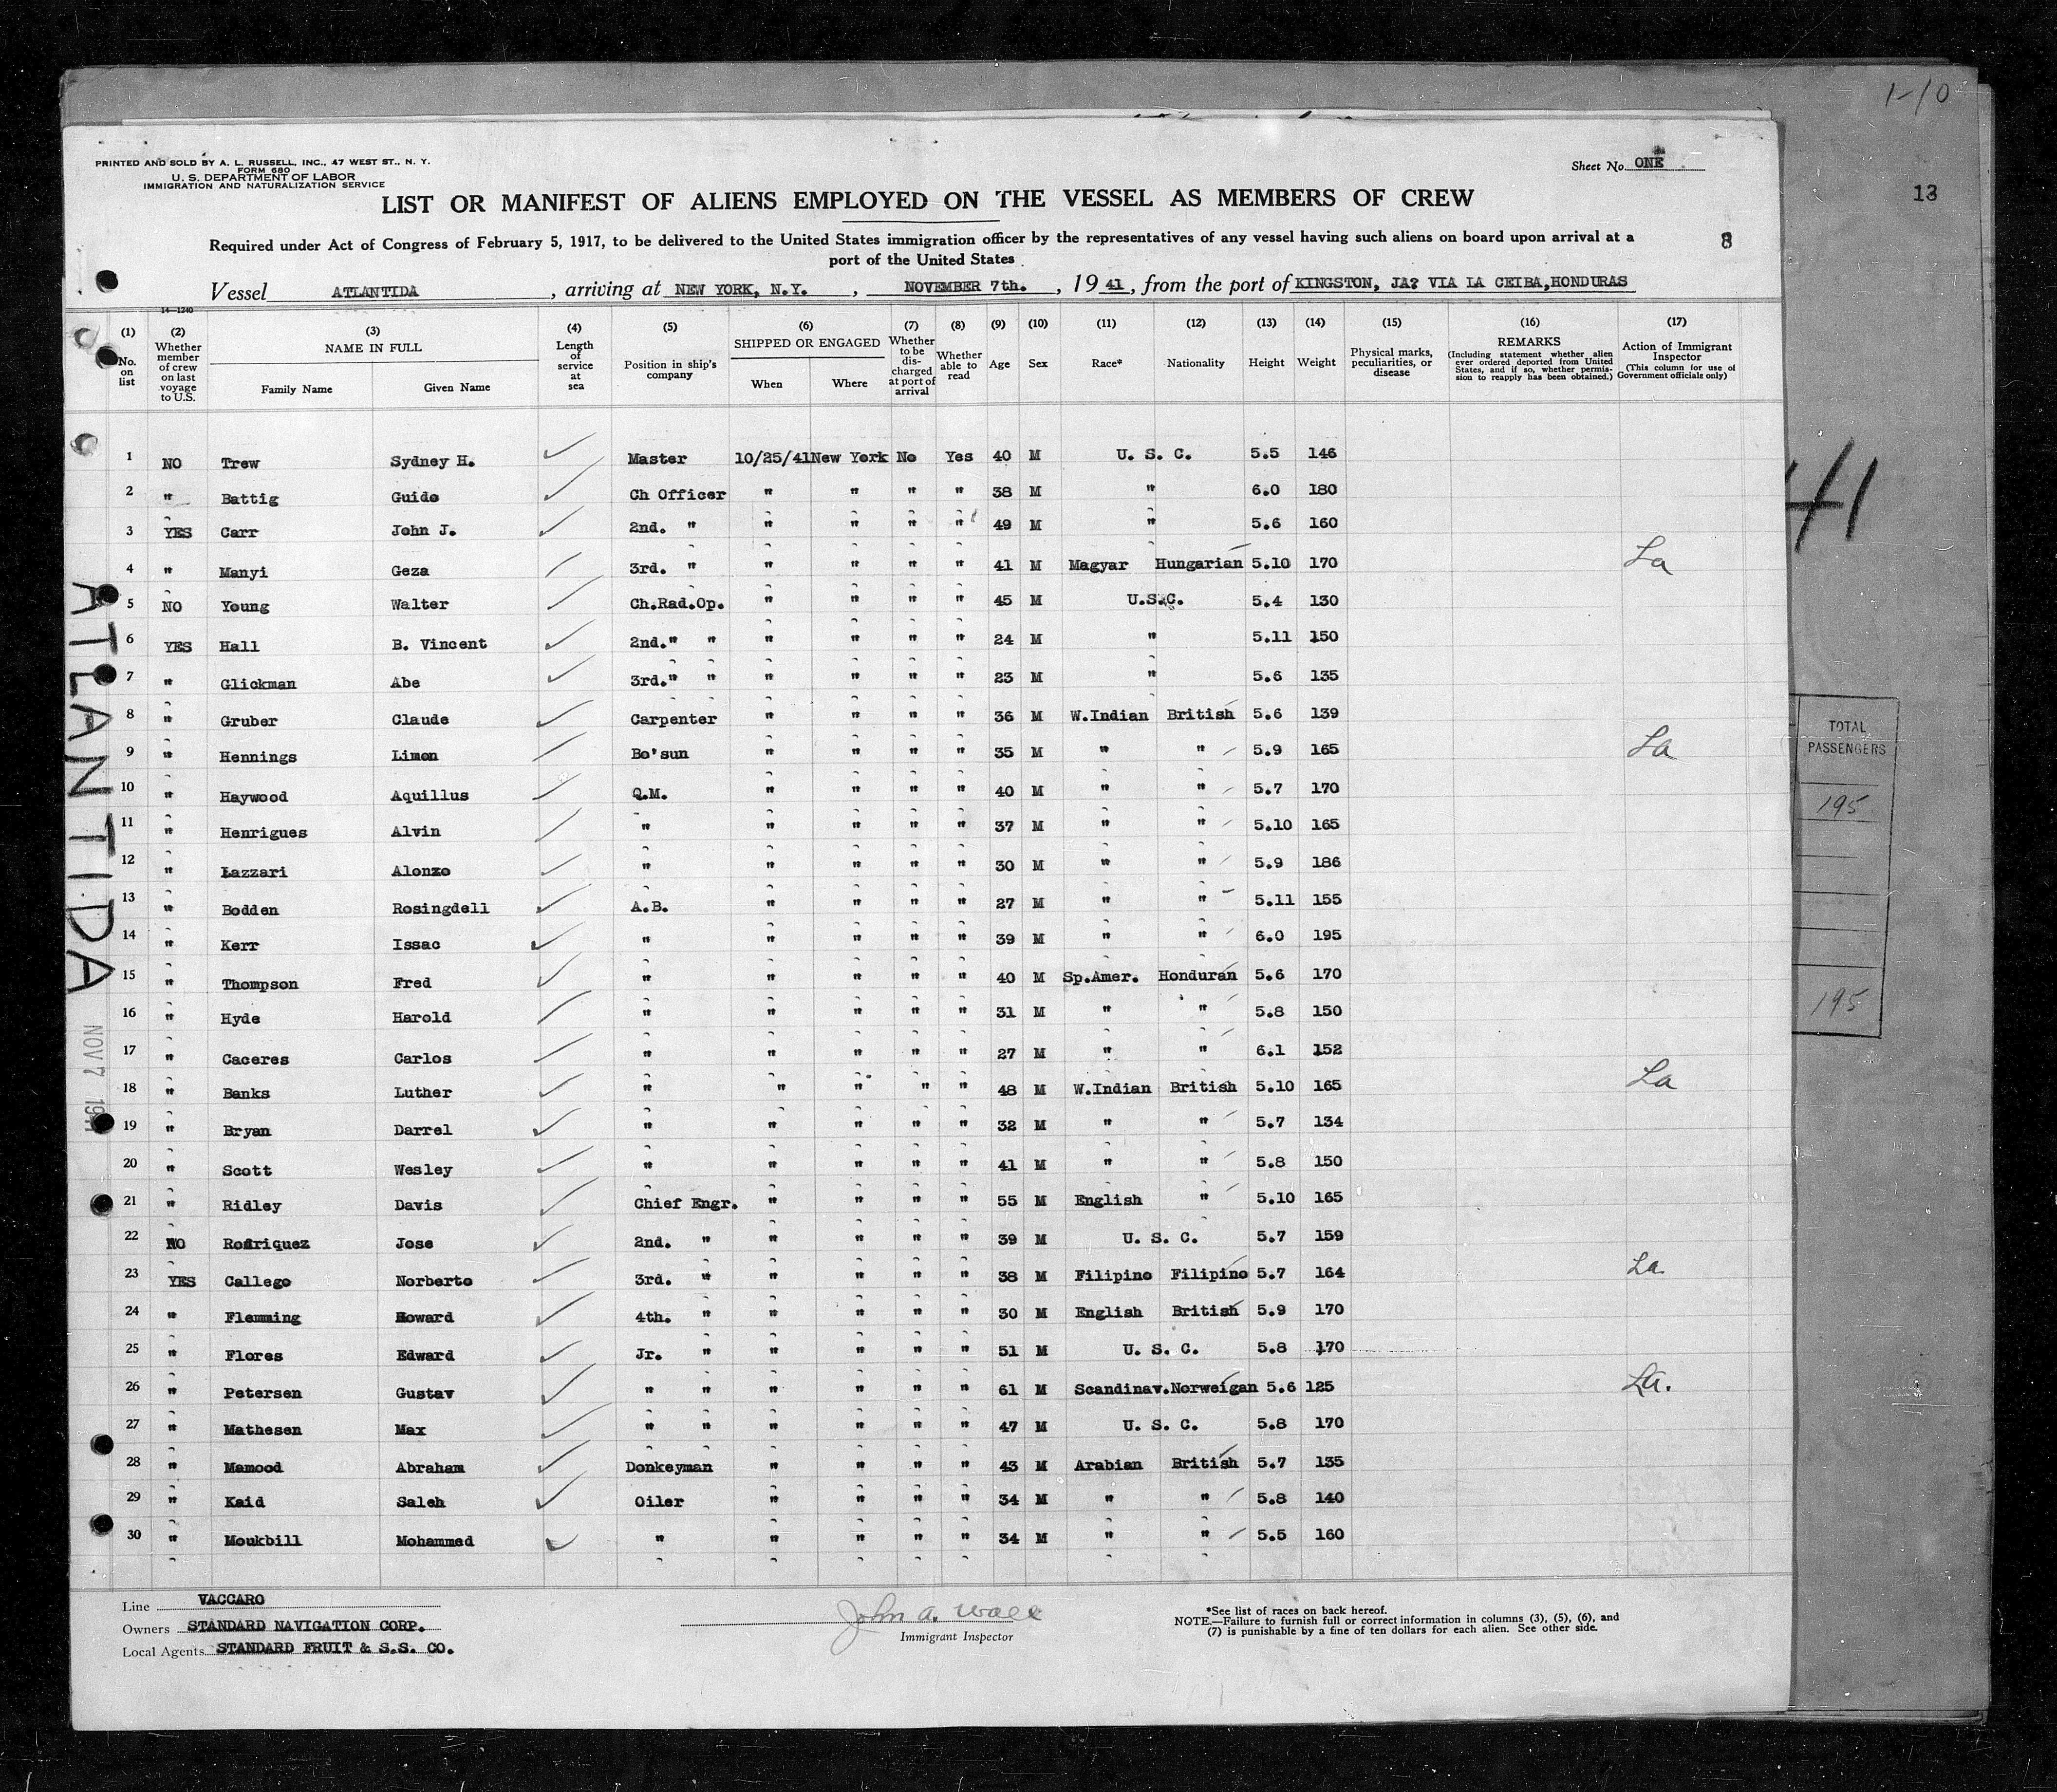 1-10
PRINTED AND SOLD BY A. L. RUSSELL, INC., 47 WEST ST., N. Y.
FORM 680
U. S. DEPARTMENT OF LABOR
IMMIGRATION AND NATURALIZATION SERVICE
Sheet No. ONE
13
LIST OR MANIFEST OF ALIENS EMPLOYED ON THE VESSEL AS MEMBERS OF CREW
Required under Act of Congress of February 5, 1917, to be delivered to the United States immigration officer by the representatives of any vessel having such aliens on board upon arrival at a
port of the United States
8
Vessel ATLANTIDA, arriving at NEW YORK, N.Y., NOVEMBER 7th., 19 41, from the port of KINGSTON, JA? VIA LA CEIBA,HONDURAS
14—1240
(1) No. on list
(2) Whether member of crew on last voyage to U.S.
(3) NAME IN FULL
Family Name Given Name
(4) Length of service at sea
(5) Position in ship's company
(6) SHIPPED OR ENGAGED
When Where
(7) Whether to be discharged at port of arrival
(8) Whether able to read
(9) Age
(10) Sex
(11) Race*
(12) Nationality
(13) Height
(14) Weight
(15) Physical marks, peculiarities, or disease
(16) REMARKS (Including statement whether alien ever ordered deported from United States, and if so, whether permission to reapply has been obtained.)
(17) Action of Immigrant Inspector (This column for use of Government officials only)
1 NO Trew Sydney H. Master 10/25/41 New York No Yes 40 M U. S. C. 5.5 146
2 " Battig Guido Ch Officer " " " " 38 M " 6.0 180
3 YES Carr John J. 2nd. " " " " " 49 M " 5.6 160
4 " Manyi Geza 3rd. " " " " " 41 M Magyar Hungarian 5.10 170 La
5 NO Young Walter Ch.Rad.Op. " " " " 45 M U.S.C. 5.4 130
6 YES Hall B. Vincent 2nd." " " " " " 24 M " 5.11 150
7 " Glickman Abe 3rd." " " " " " 23 M " 5.6 135
8 " Gruber Claude Carpenter " " " " 36 M W.Indian British 5.6 139
9 " Hennings Limon Bo'sun " " " " 35 M " " 5.9 165 La
10 " Haywood Aquillus Q.M. " " " " 40 M " " 5.7 170
11 " Henrigues Alvin " " " " " 37 M " " 5.10 165
12 " Lazzari Alonzo " " " " " 30 M " " 5.9 186
13 " Bodden Rosingdell A.B. " " " " 27 M " " 5.11 155
14 " Kerr Issac " " " " " 39 M " " 6.0 195
15 " Thompson Fred " " " " " 40 M Sp.Amer. Honduran 5.6 170
16 " Hyde Harold " " " " " 31 M " " 5.8 150
17 " Caceres Carlos " " " " " 27 M " " 6.1 152
18 " Banks Luther " " " " " 48 M W.Indian British 5.10 165 La
19 " Bryan Darrel " " " " " 32 M " " 5.7 134
20 " Scott Wesley " " " " " 41 M " " 5.8 150
21 " Ridley Davis Chief Engr. " " " " 55 M English " 5.10 165
22 NO Rodriquez Jose 2nd. " " " " " 39 M U. S. C. 5.7 159
23 YES Callego Norberto 3rd. " " " " " 38 M Filipino Filipino 5.7 164 La
24 " Flemming Howard 4th. " " " " " 30 M English British 5.9 170
25 " Flores Edward Jr. " " " " " 51 M U. S. C. 5.8 170
26 " Petersen Gustav " " " " " " 61 M Scandinav. Norweigan 5.6 125 La.
27 " Mathesen Max " " " " " " 47 M U. S. C. 5.8 170
28 " Mamood Abraham Donkeyman " " " " 43 M Arabian British 5.7 135
29 " Kaid Saleh Oiler " " " " 34 M " " 5.8 140
30 " Moukbill Mohammed " " " " " 34 M " " 5.5 160
ATLANTIDA
NOV 7 1941
41
TOTAL
PASSENGERS
195
195
Line VACCARO
Owners STANDARD NAVIGATION CORP.
Local Agents STANDARD FRUIT & S.S. CO.
John A. Wall
Immigrant Inspector
*See list of races on back hereof.
NOTE.—Failure to furnish full or correct information in columns (3), (5), (6), and
(7) is punishable by a fine of ten dollars for each alien. See other side.